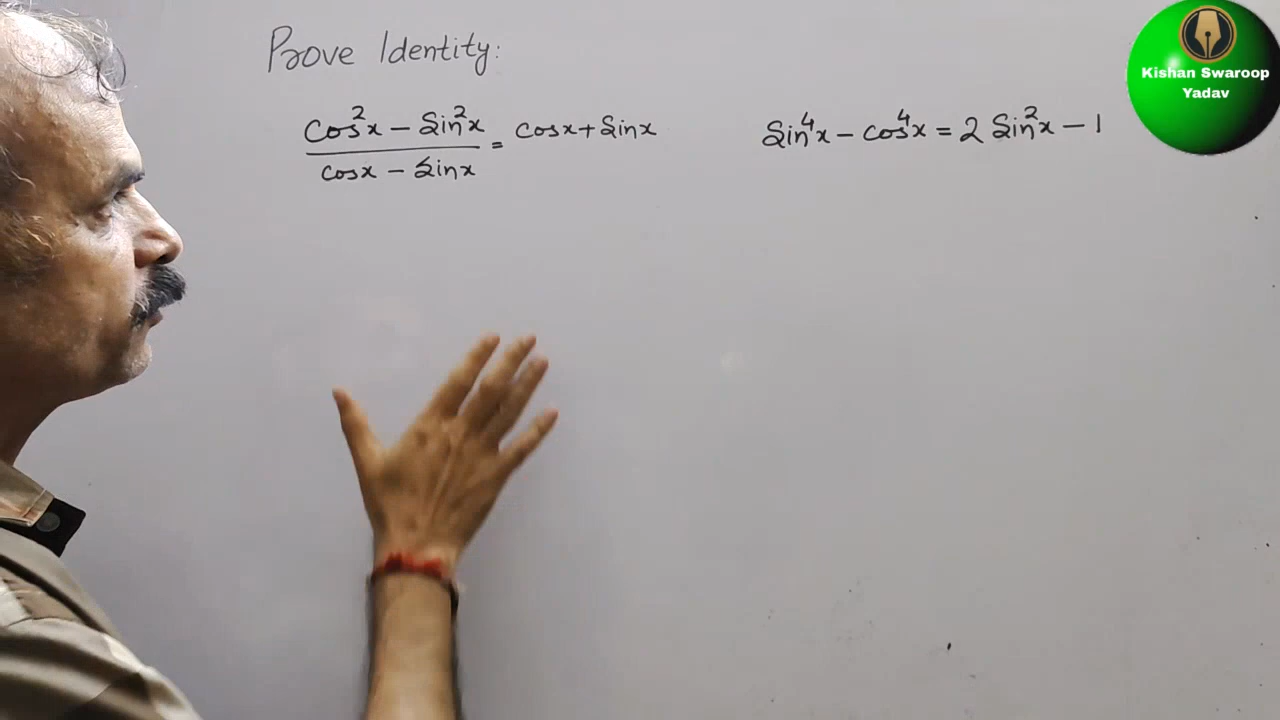 Prove Identity:
Cos²x − Sin²x / cosx − Sinx = cosx + Sinx
Sin⁴x − cos⁴x = 2 Sin²x − 1
Kishan Swaroop
Yadav